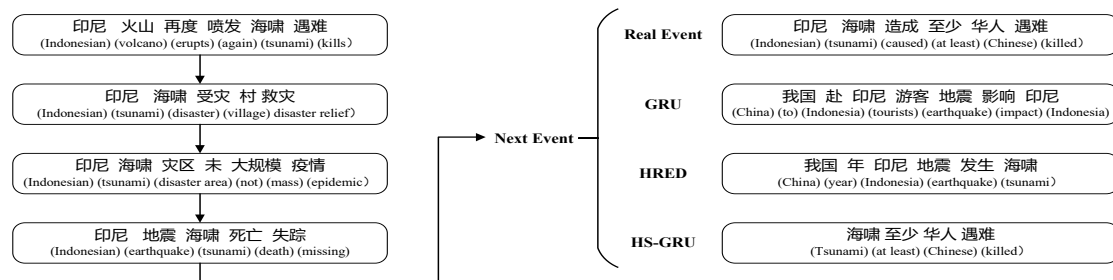 印尼 火山 再度 喷发 海啸 遇难
(Indonesian) (volcano) (erupts) (again) (tsunami) (kills）
印尼 海啸 受灾 村 救灾
(Indonesian) (tsunami) (disaster) (village) disaster relief）
印尼 海啸 灾区 未 大规模 疫情
(Indonesian) (tsunami) (disaster area) (not) (mass) (epidemic）
印尼 地震 海啸 死亡 失踪
(Indonesian) (earthquake) (tsunami) (death) (missing)
Next Event
Real Event
印尼 海啸 造成 至少 华人 遇难
(Indonesian) (tsunami) (caused) (at least) (Chinese) (killed）
GRU
我国 赴 印尼 游客 地震 影响 印尼
(China) (to) (Indonesia) (tourists) (earthquake) (impact) (Indonesia)
HRED
我国 年 印尼 地震 发生 海啸
(China) (year) (Indonesia) (earthquake) (tsunami）
HS-GRU
海啸 至少 华人 遇难
(Tsunami) (at least) (Chinese) (killed）